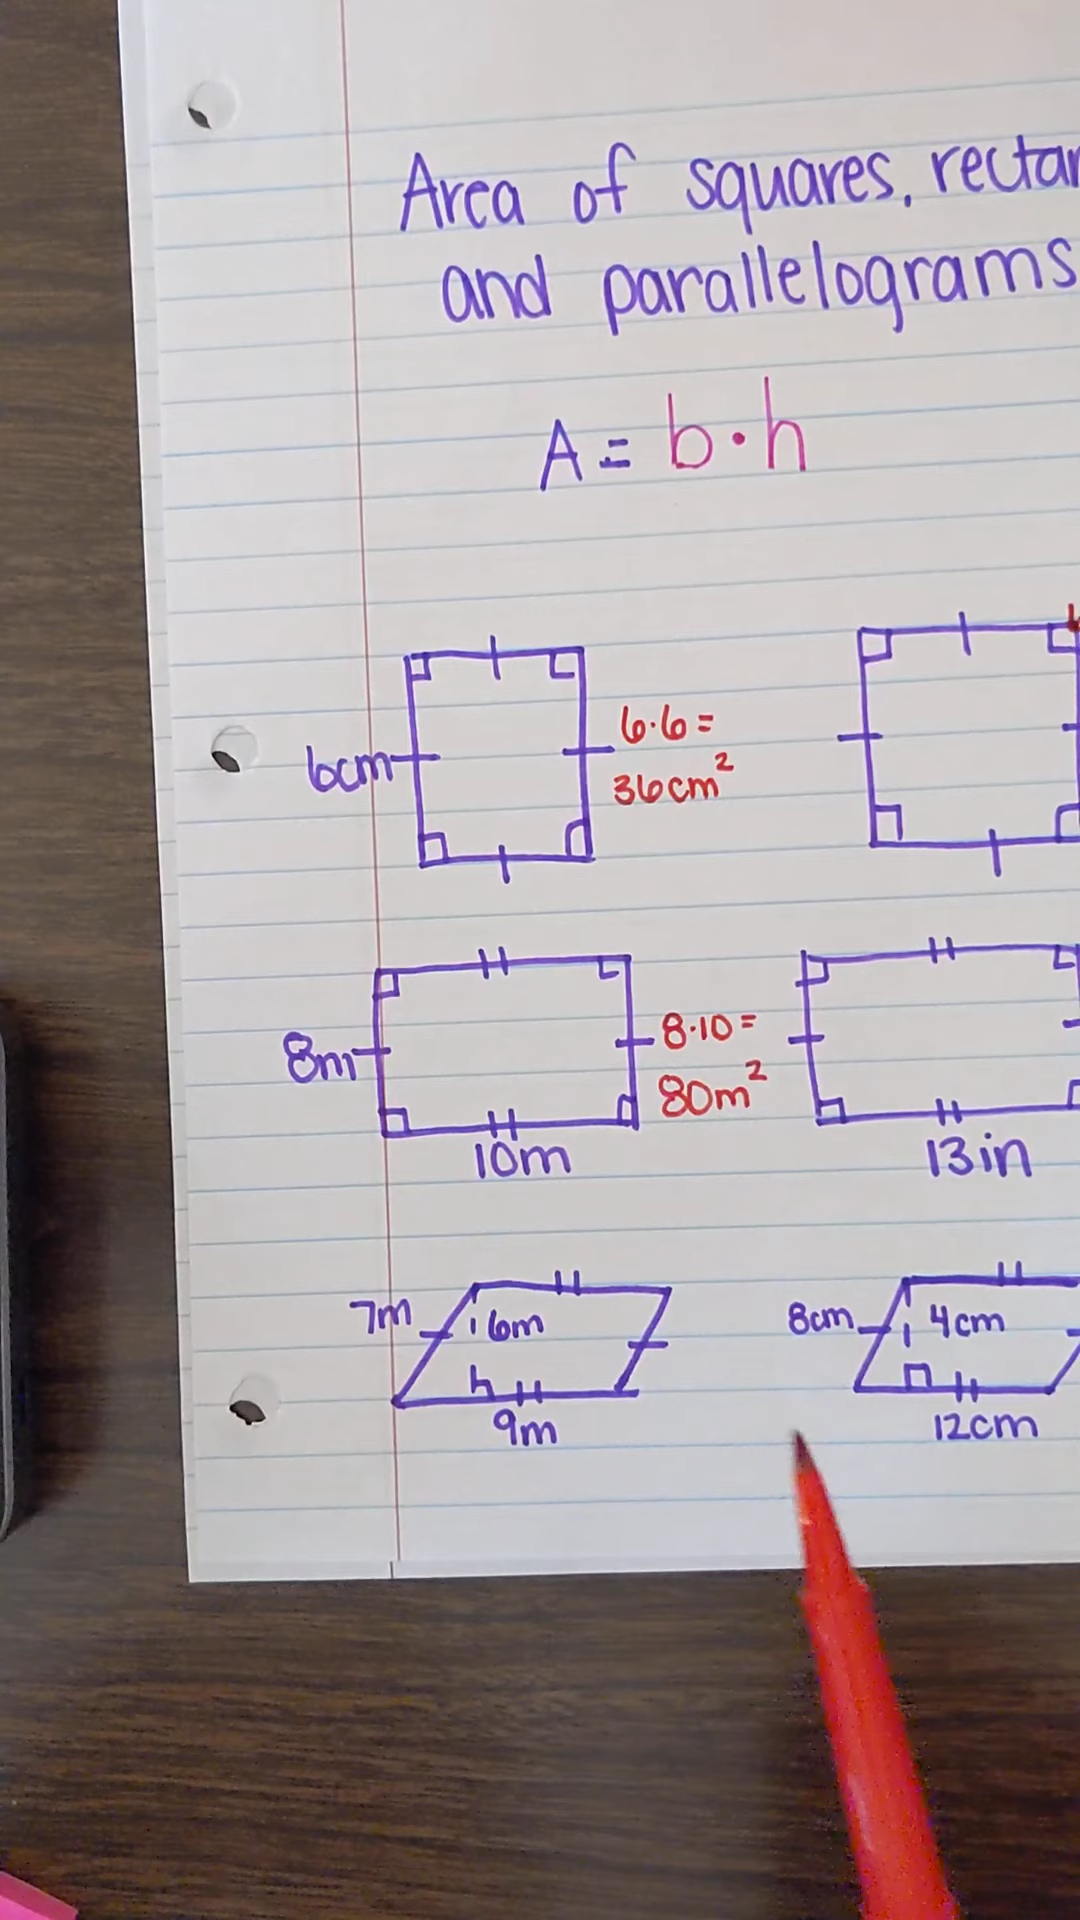 Area of squares, rectan
and parallelograms
A = b·h
6cm
6·6 =
36cm²
8m
8·10 =
80m²
10m
13in
7m
6m
9m
8cm
4cm
12cm